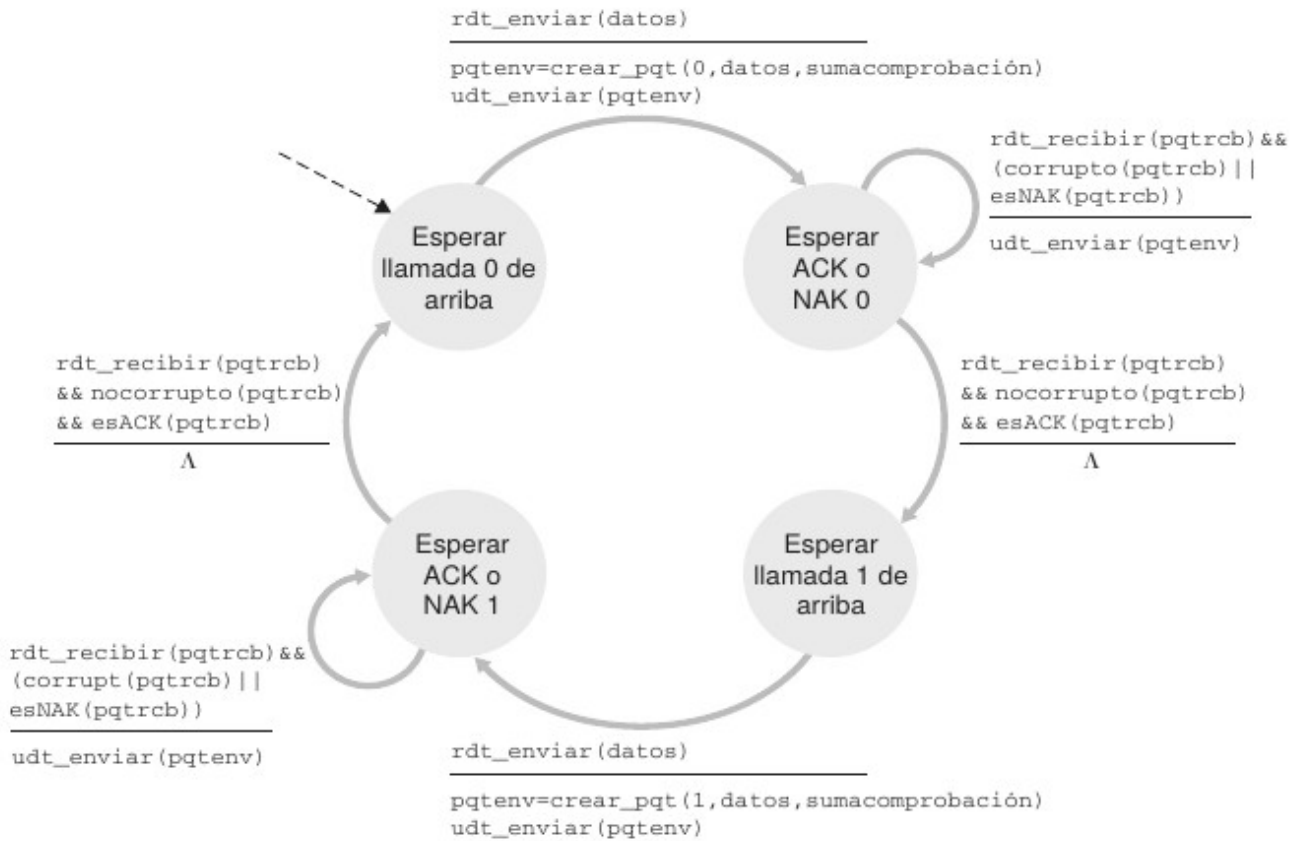 rdt_enviar(datos)
pqtenv=crear_pqt(0,datos,sumacomprobación)
udt_enviar(pqtenv)
rdt_recibir(pqtrcb)&&
(corrupto(pqtrcb)||
esNAK(pqtrcb))
udt_enviar(pqtenv)
Esperar
llamada 0 de
arriba
Esperar
ACK o
NAK 0
rdt_recibir(pqtrcb)
&& nocorrupto(pqtrcb)
&& esACK(pqtrcb)
Λ
rdt_recibir(pqtrcb)
&& nocorrupto(pqtrcb)
&& esACK(pqtrcb)
Λ
Esperar
ACK o
NAK 1
Esperar
llamada 1 de
arriba
rdt_recibir(pqtrcb)&&
(corrupt(pqtrcb)||
esNAK(pqtrcb))
udt_enviar(pqtenv)
rdt_enviar(datos)
pqtenv=crear_pqt(1,datos,sumacomprobación)
udt_enviar(pqtenv)